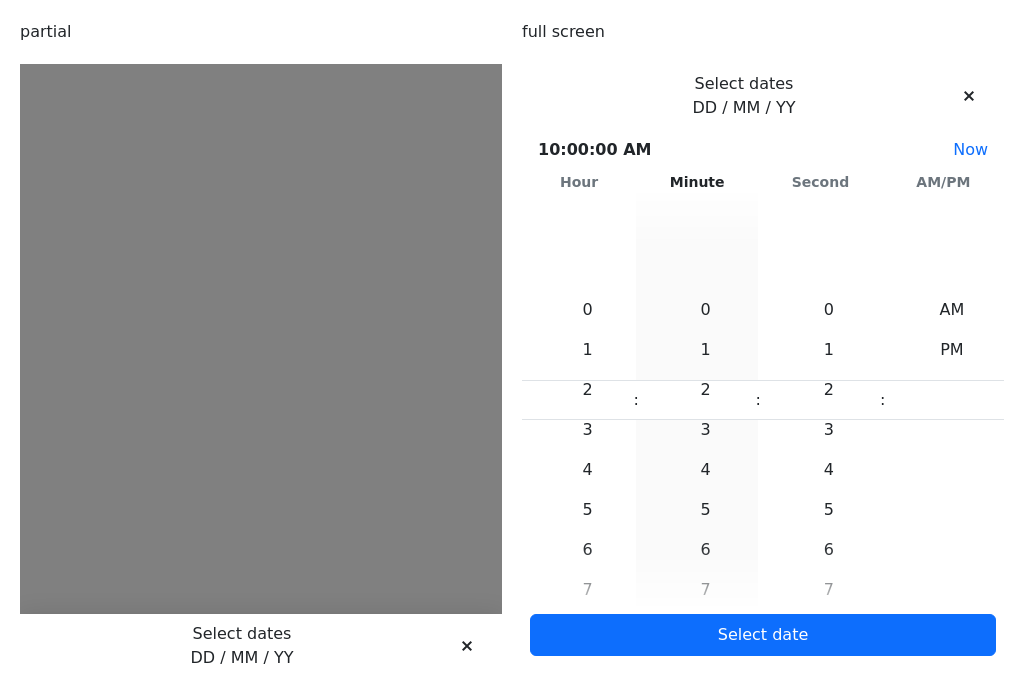 partial
Select dates
DD / MM / YY
×
full screen
Select dates
DD / MM / YY
×
10:00:00 AM
Now
Hour Minute Second AM/PM
0 0 0 AM
1 1 1 PM
2 2 2
: : :
3 3 3
4 4 4
5 5 5
6 6 6
7 7 7
Select date